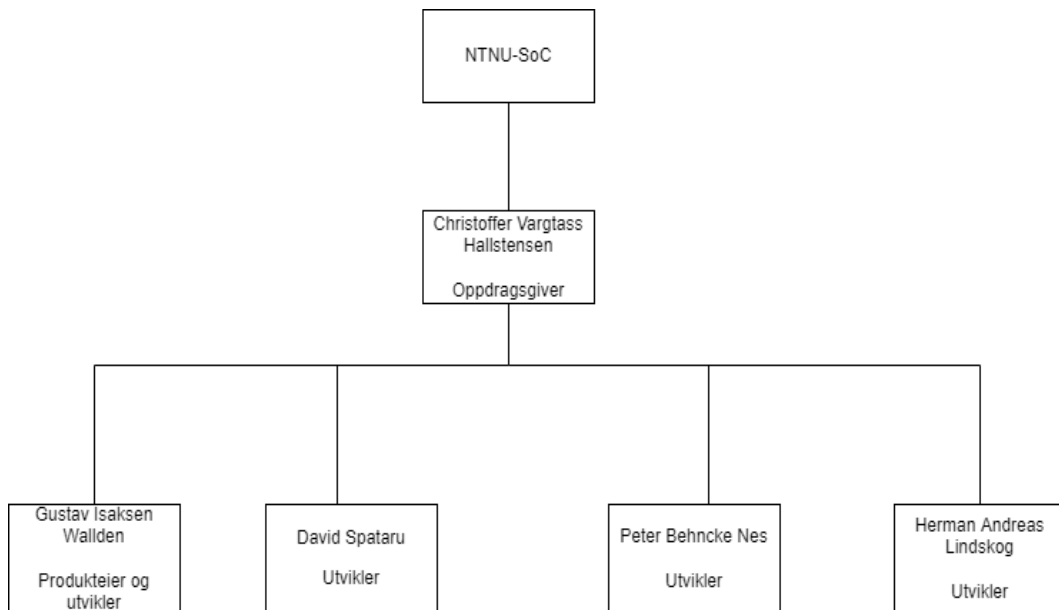 NTNU-SoC
Christoffer Vargtass
Hallstensen
Oppdragsgiver
Gustav Isaksen
Wallden
Produkteier og
utvikler
David Spataru
Utvikler
Peter Behncke Nes
Utvikler
Herman Andreas
Lindskog
Utvikler